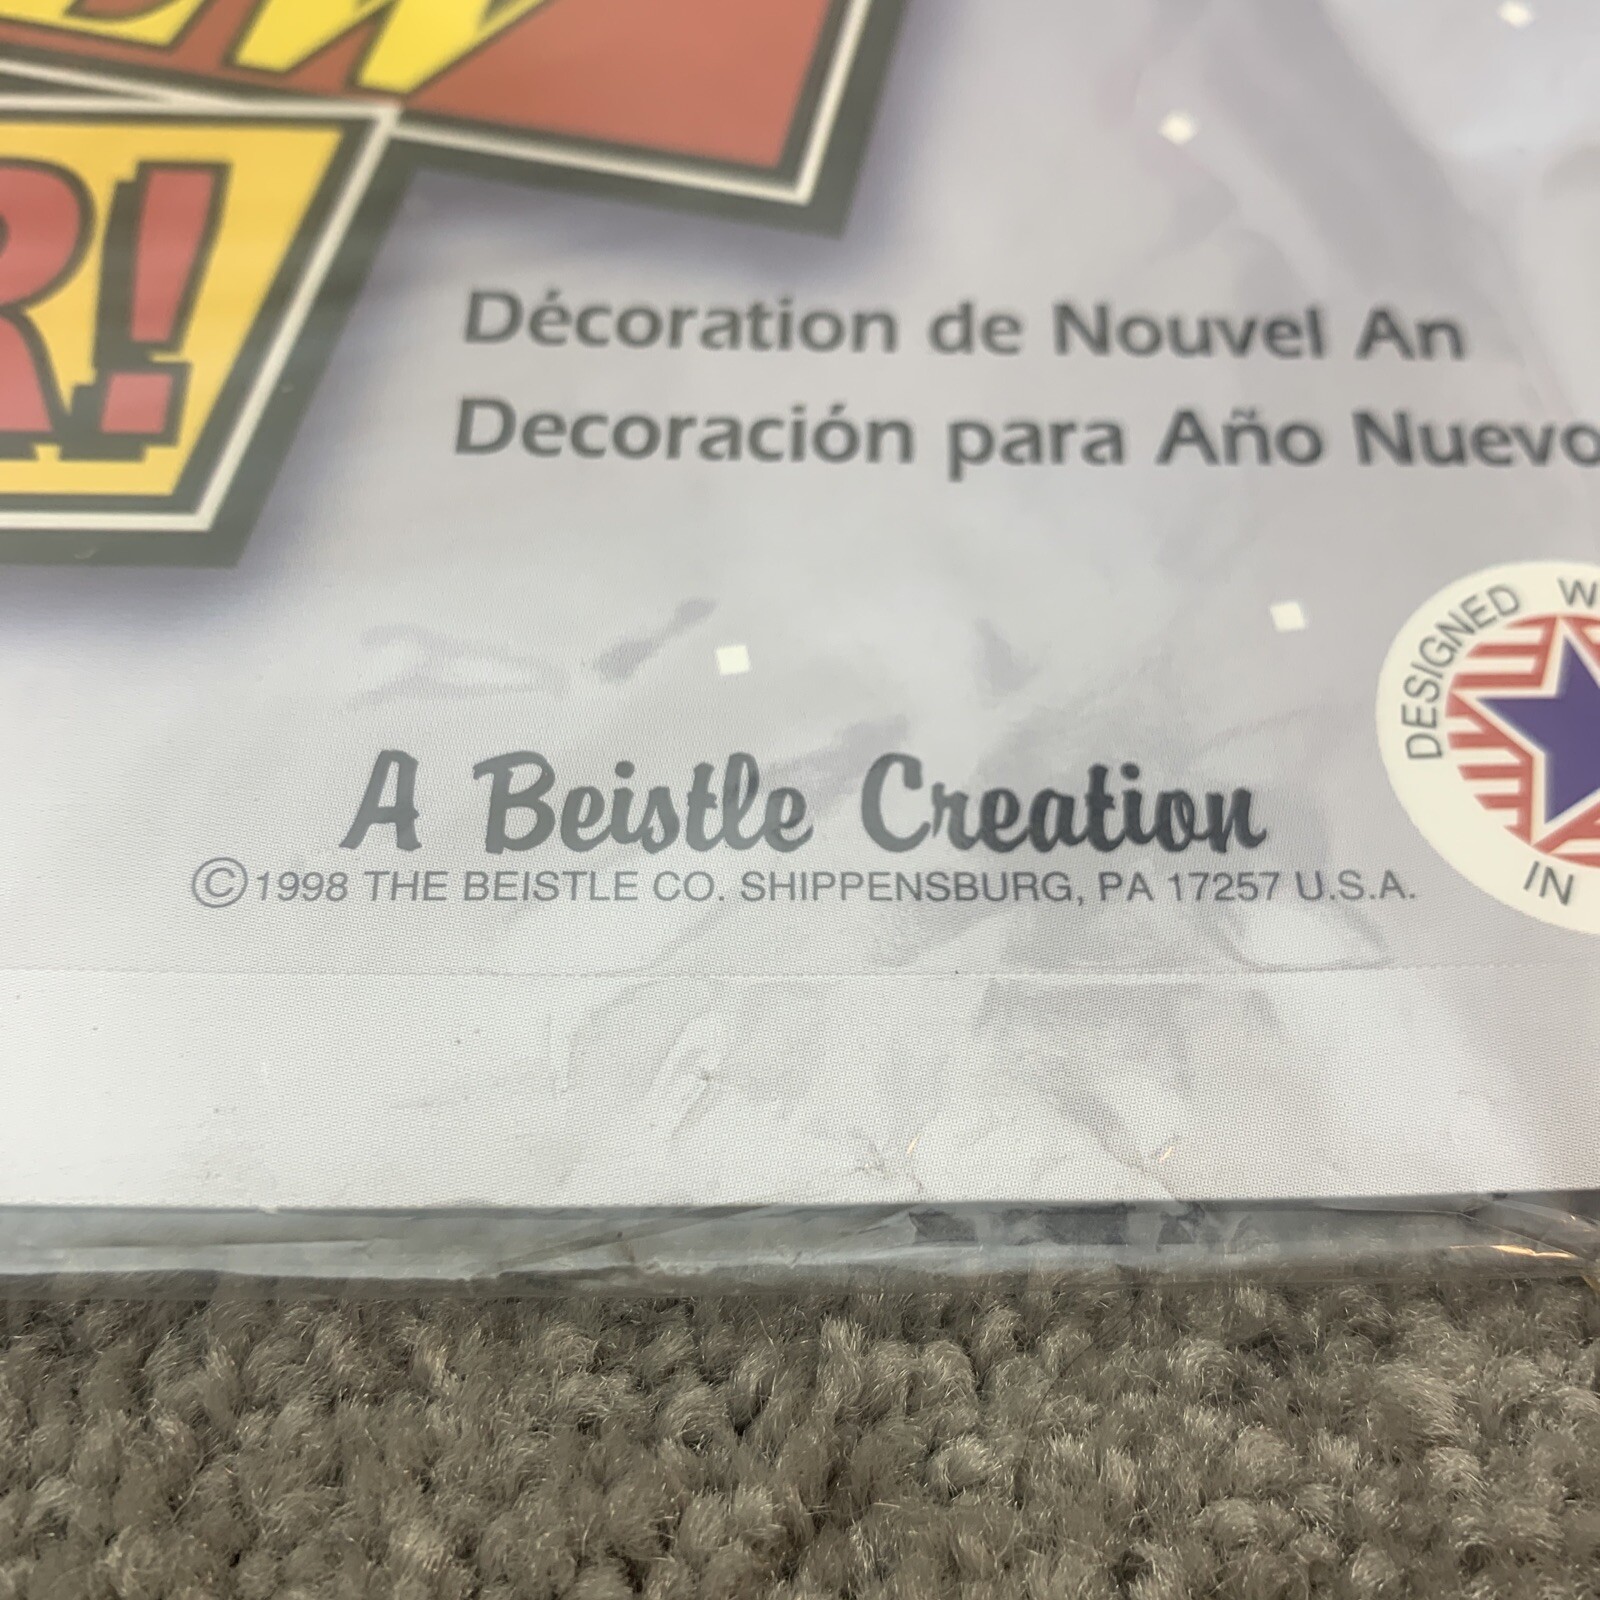 EW
R!
Décoration de Nouvel An
Decoración para Año Nuevo
DESIGNED W
IN
A Beistle Creation
©1998 THE BEISTLE CO. SHIPPENSBURG, PA 17257 U.S.A.